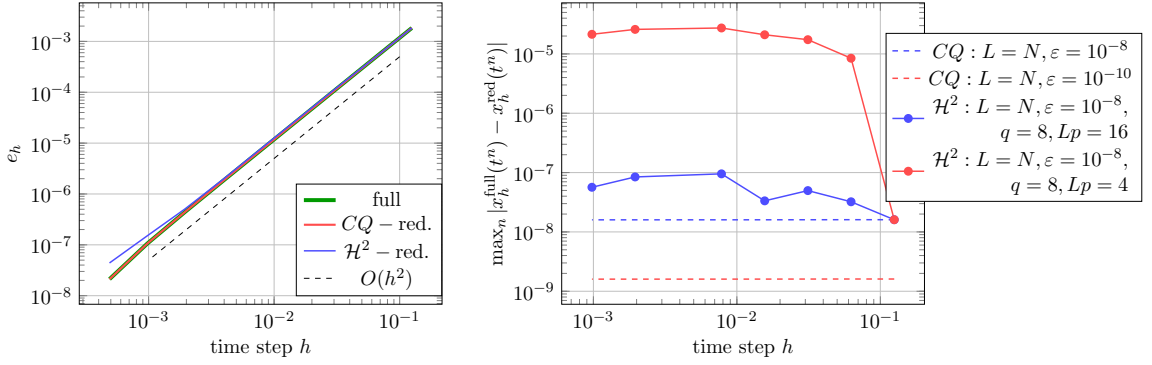 10^{-3}
10^{-4}
10^{-5}
10^{-6}
10^{-7}
10^{-8}
e_h
full
CQ − red.
\mathcal{H}^2 − red.
O(h^2)
10^{-3}
10^{-2}
10^{-1}
time step h
10^{-5}
10^{-6}
10^{-7}
10^{-8}
10^{-9}
max_n |x_h^{full}(t^n) − x_h^{red}(t^n)|
CQ : L = N, ε = 10^{-8}
CQ : L = N, ε = 10^{-10}
\mathcal{H}^2 : L = N, ε = 10^{-8},
q = 8, Lp = 16
\mathcal{H}^2 : L = N, ε = 10^{-8},
q = 8, Lp = 4
10^{-3}
10^{-2}
10^{-1}
time step h